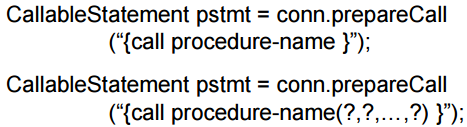 CallableStatement pstmt = conn.prepareCall
(“{call procedure-name }”);
CallableStatement pstmt = conn.prepareCall
(“{call procedure-name(?,?,…,?) }”);